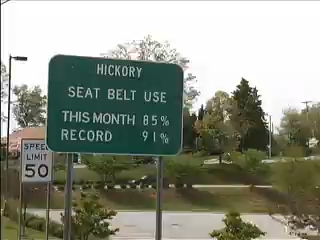 HICKORY
SEAT BELT USE
THIS MONTH 85%
RECORD 91%
SPEED
LIMIT
50